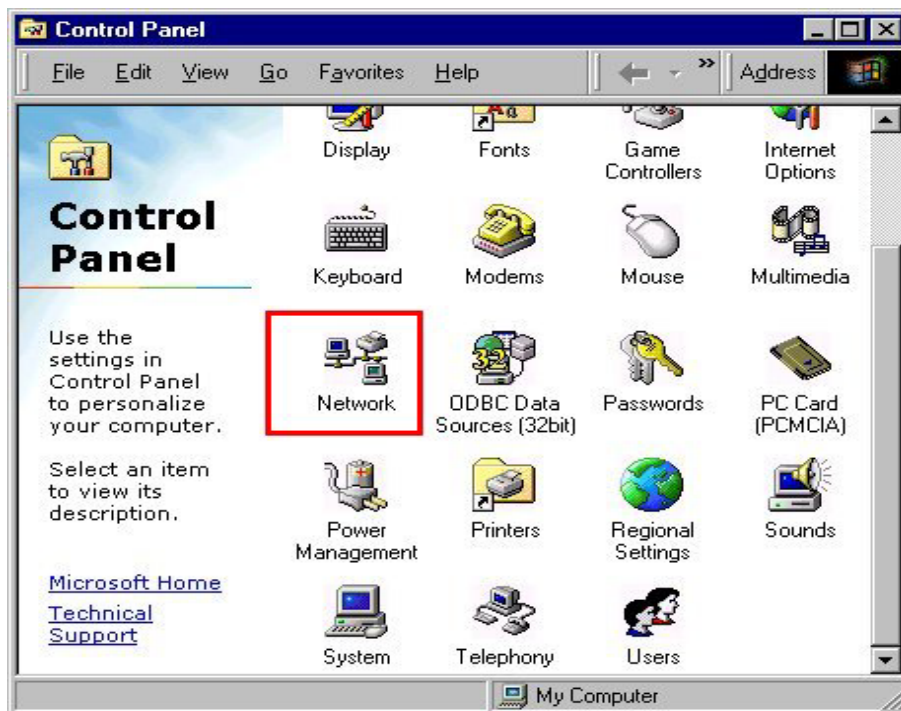 Control Panel
File Edit View Go Favorites Help
Address
Control
Panel
Use the
settings in
Control Panel
to personalize
your computer.
Select an item
to view its
description.
Microsoft Home
Technical
Support
Display
Fonts
Game
Controllers
Internet
Options
Keyboard
Modems
Mouse
Multimedia
Network
32
ODBC Data
Sources (32bit)
Passwords
PC Card
(PCMCIA)
Power
Management
Printers
Regional
Settings
Sounds
System
Telephony
Users
My Computer